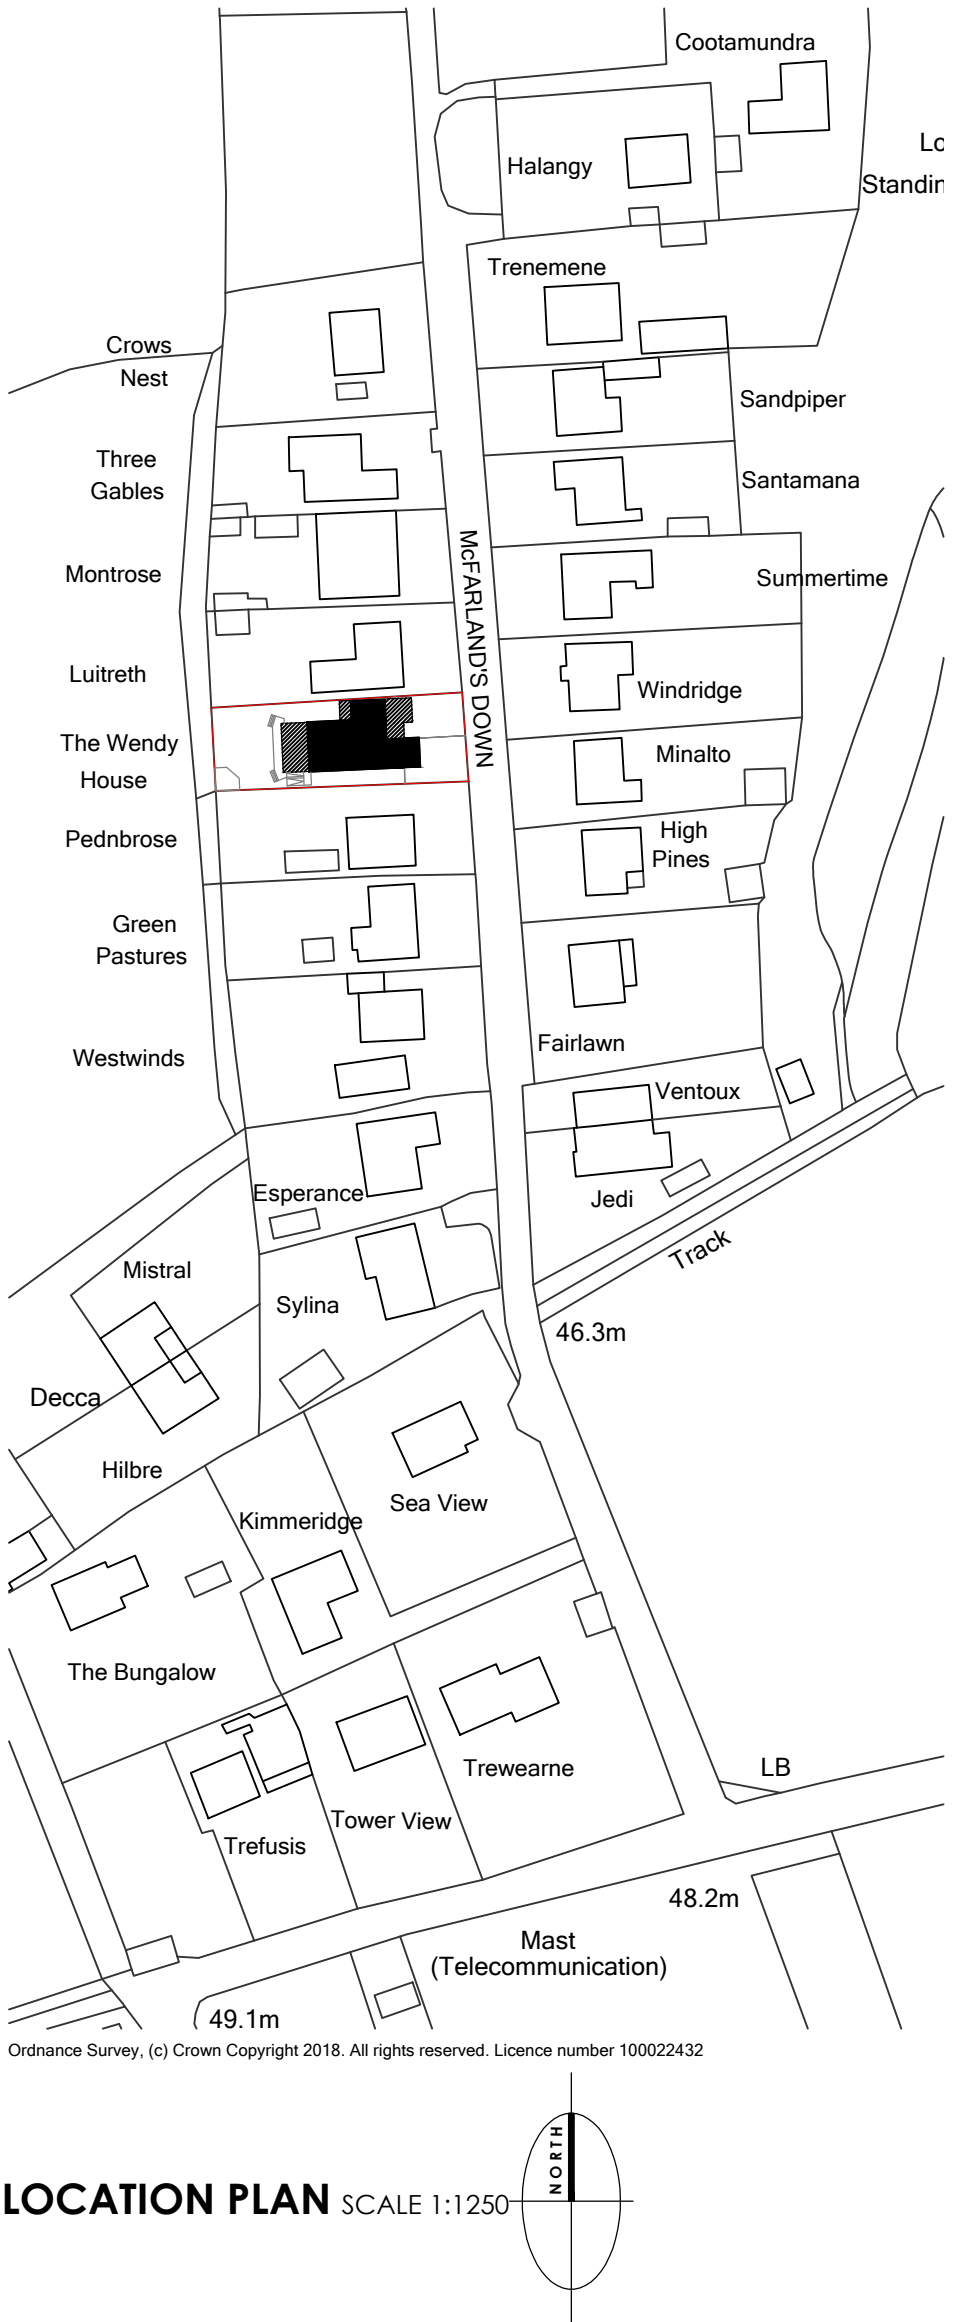 Cootamundra
Lo
Halangy
Standin
Trenemene
Crows
Nest
Sandpiper
Three
Gables
Santamana
McFARLAND'S DOWN
Montrose
Summertime
Luitreth
Windridge
The Wendy
House
Minalto
Pednbrose
High
Pines
Green
Pastures
Westwinds
Fairlawn
Ventoux
Esperance
Jedi
Track
Mistral
Sylina
46.3m
Decca
Hilbre
Sea View
Kimmeridge
The Bungalow
Trewearne
LB
Tower View
Trefusis
48.2m
Mast
(Telecommunication)
49.1m
Ordnance Survey, (c) Crown Copyright 2018. All rights reserved. Licence number 100022432
NORTH
LOCATION PLAN SCALE 1:1250